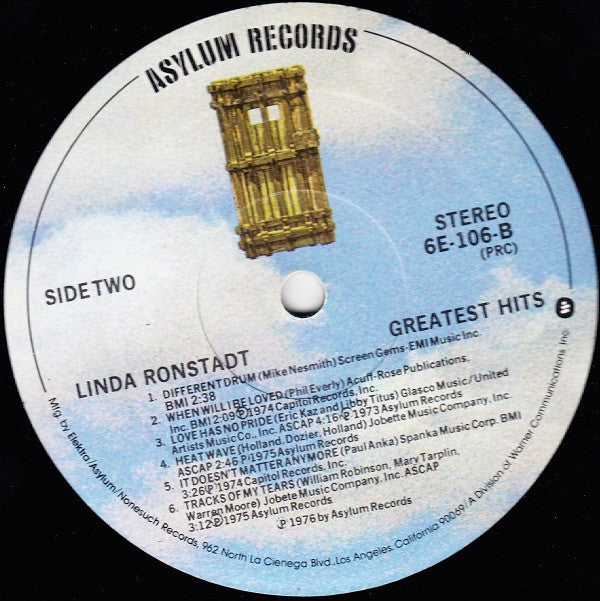 ASYLUM RECORDS
STEREO
6E-106-B
(PRC)
SIDE TWO
GREATEST HITS
LINDA RONSTADT
1. DIFFERENT DRUM (Mike Nesmith) Screen Gems-EMI Music Inc.
BMI 2:38
2. WHEN WILL I BE LOVED (Phil Everly) Acuff-Rose Publications,
Inc. BMI 2:09 ℗1974 Capitol Records, Inc.
3. LOVE HAS NO PRIDE (Eric Kaz and Libby Titus) Glasco Music/United
Artists Music Co., Inc. ASCAP 4:16 ℗1973 Asylum Records
4. HEAT WAVE (Holland, Dozier, Holland) Jobette Music Company, Inc.
ASCAP 2:46 ℗1975 Asylum Records
5. IT DOESN'T MATTER ANYMORE (Paul Anka) Spanka Music Corp. BMI
3:26 ℗1974 Capitol Records, Inc.
6. TRACKS OF MY TEARS (William Robinson, Mary Tarplin,
Warran Moore) Jobete Music Company, Inc. ASCAP
3:12 ℗1975 Asylum Records
℗ 1976 by Asylum Records
Mfg. by Elektra/Asylum/Nonesuch Records, 962 North La Cienega Blvd., Los Angeles, California 90069/A Division of Warner Communications Inc.